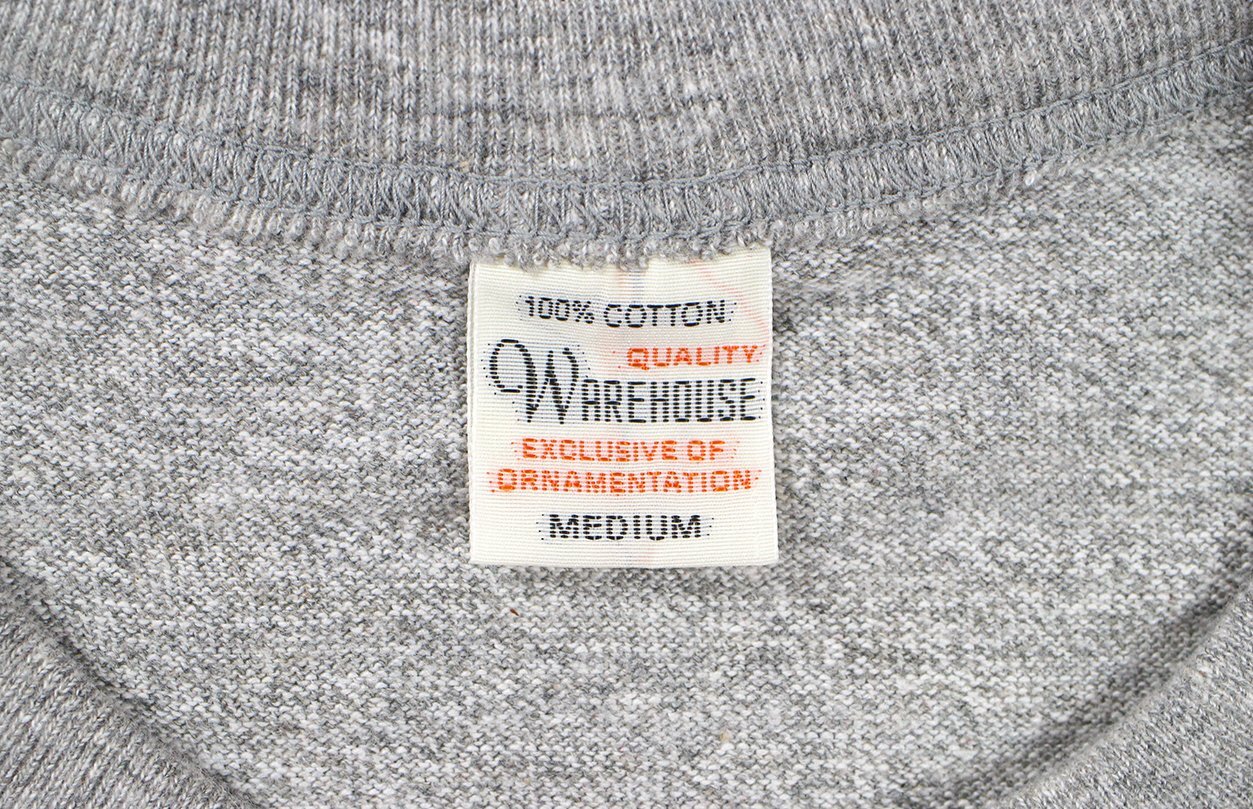 100% COTTON
QUALITY
WAREHOUSE
EXCLUSIVE OF
ORNAMENTATION
MEDIUM